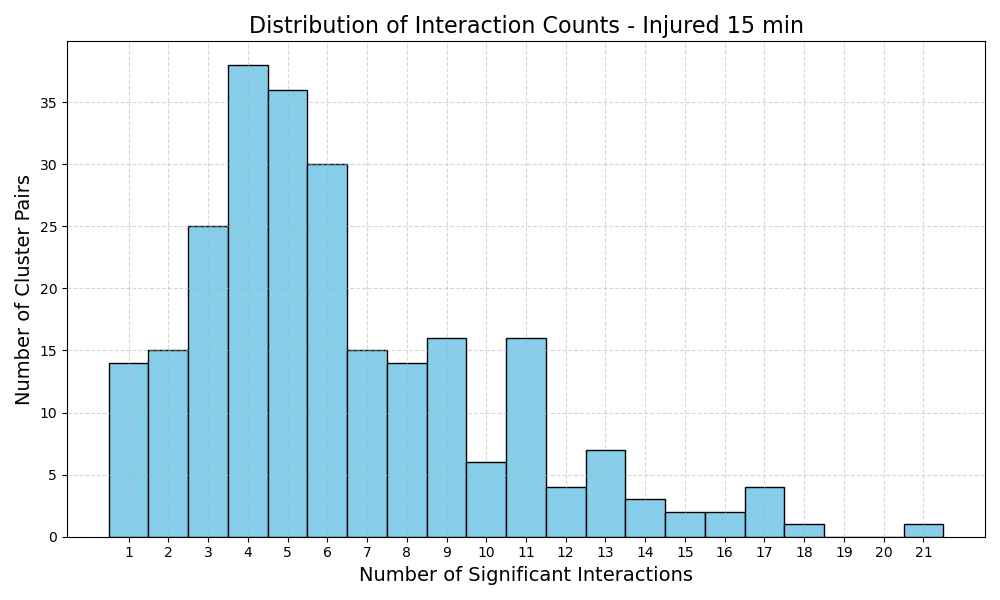 Distribution of Interaction Counts - Injured 15 min
Number of Cluster Pairs
35
30
25
20
15
10
5
0
1 2 3 4 5 6 7 8 9 10 11 12 13 14 15 16 17 18 19 20 21
Number of Significant Interactions